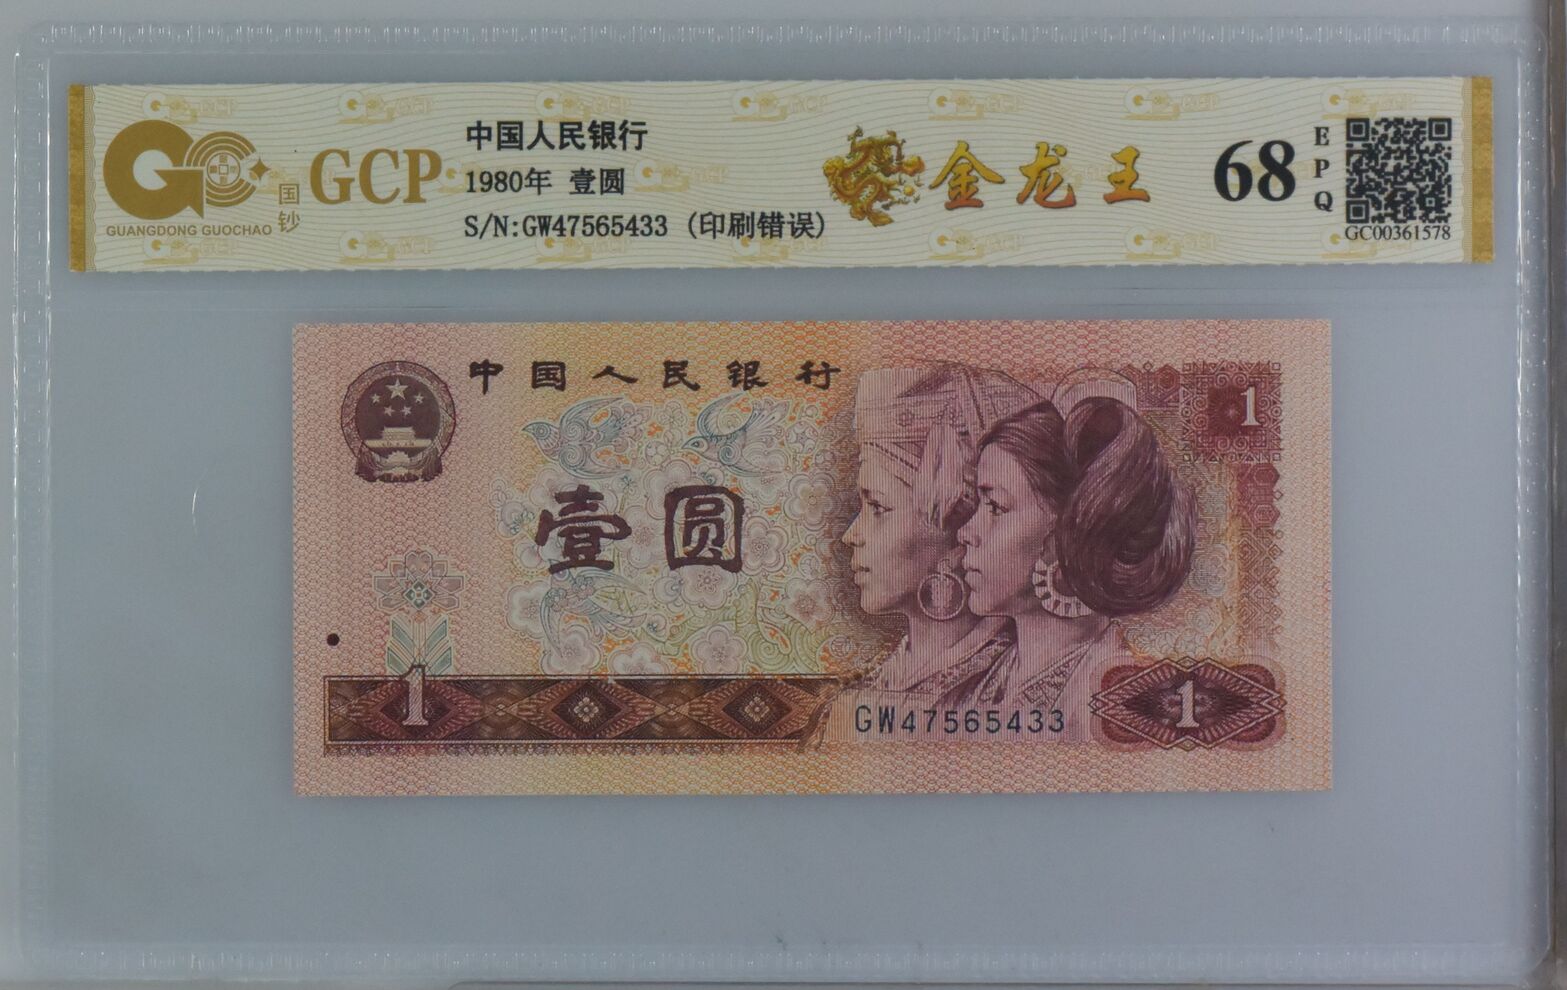 国钞
GUANGDONG GUOCHAO
GCP
中国人民银行
1980年 壹圆
S/N:GW47565433 (印刷错误)
金龙王
68
EPQ
GC00361578
中国人民银行
1
壹圆
1
GW47565433
1